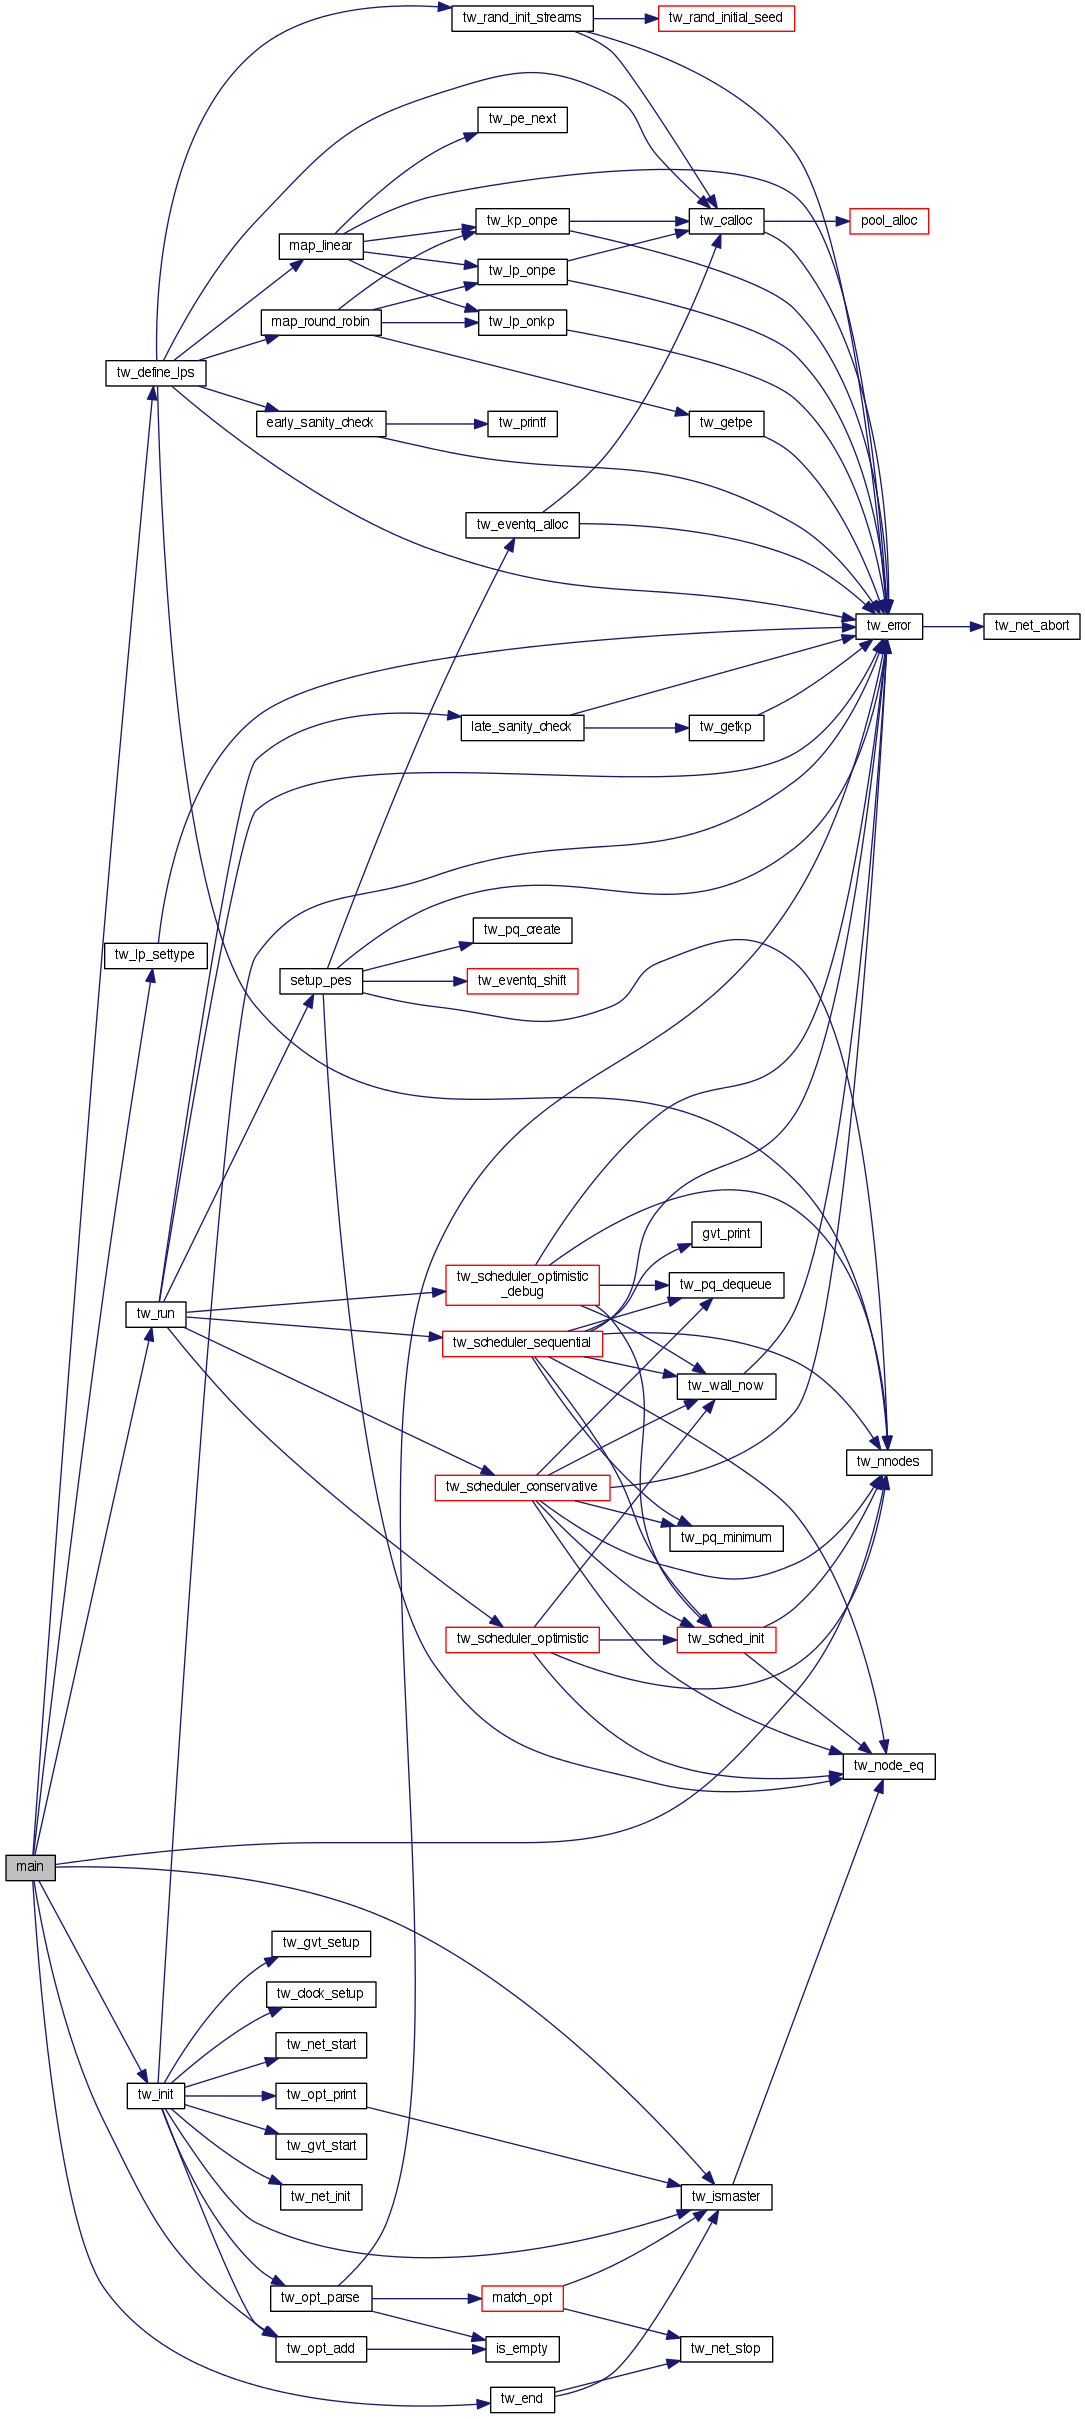 tw_rand_init_streams
tw_rand_initial_seed
tw_pe_next
tw_kp_onpe
tw_calloc
pool_alloc
map_linear
tw_lp_onpe
map_round_robin
tw_lp_onkp
tw_define_lps
early_sanity_check
tw_printf
tw_getpe
tw_eventq_alloc
tw_error
tw_net_abort
late_sanity_check
tw_getkp
tw_pq_create
tw_lp_settype
setup_pes
tw_eventq_shift
gvt_print
tw_scheduler_optimistic
_debug
tw_pq_dequeue
tw_run
tw_scheduler_sequential
tw_wall_now
tw_nnodes
tw_scheduler_conservative
tw_pq_minimum
tw_scheduler_optimistic
tw_sched_init
tw_node_eq
main
tw_gvt_setup
tw_clock_setup
tw_net_start
tw_init
tw_opt_print
tw_gvt_start
tw_net_init
tw_ismaster
tw_opt_parse
match_opt
tw_opt_add
is_empty
tw_net_stop
tw_end